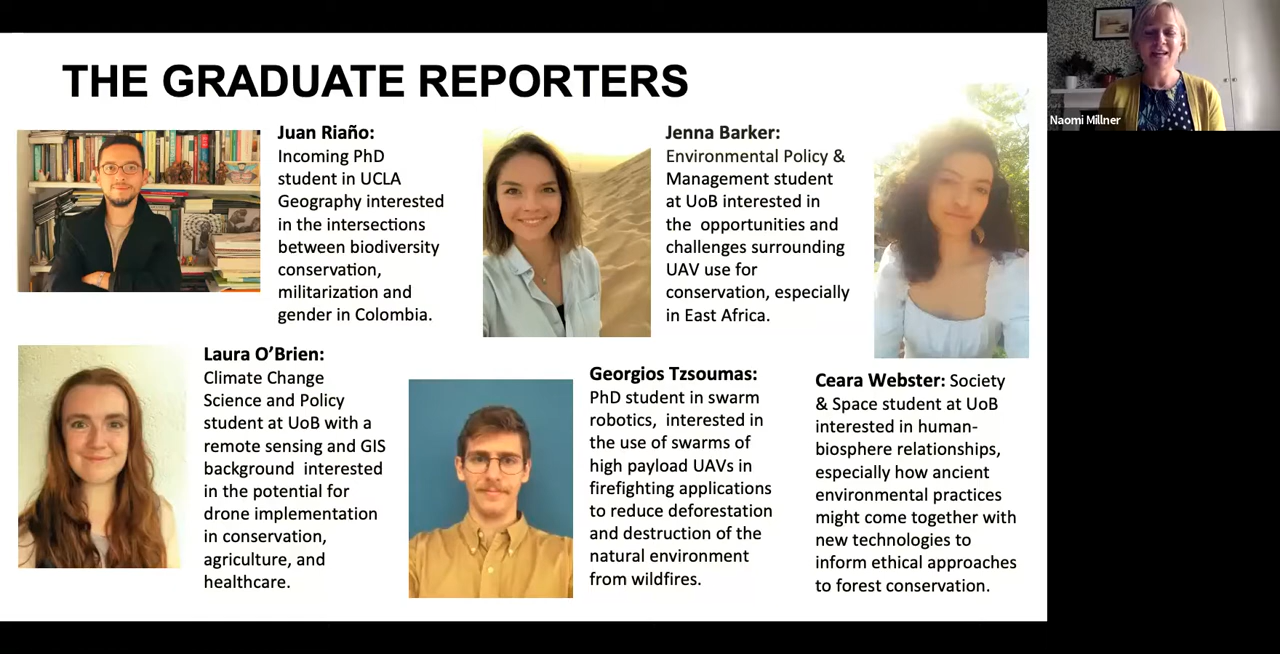 THE GRADUATE REPORTERS
Juan Riaño:
Incoming PhD
student in UCLA
Geography interested
in the intersections
between biodiversity
conservation,
militarization and
gender in Colombia.
Jenna Barker:
Environmental Policy &
Management student
at UoB interested in
the opportunities and
challenges surrounding
UAV use for
conservation, especially
in East Africa.
Laura O’Brien:
Climate Change
Science and Policy
student at UoB with a
remote sensing and GIS
background interested
in the potential for
drone implementation
in conservation,
agriculture, and
healthcare.
Georgios Tzsoumas:
PhD student in swarm
robotics, interested in
the use of swarms of
high payload UAVs in
firefighting applications
to reduce deforestation
and destruction of the
natural environment
from wildfires.
Ceara Webster: Society
& Space student at UoB
interested in human-
biosphere relationships,
especially how ancient
environmental practices
might come together with
new technologies to
inform ethical approaches
to forest conservation.
Naomi Millner